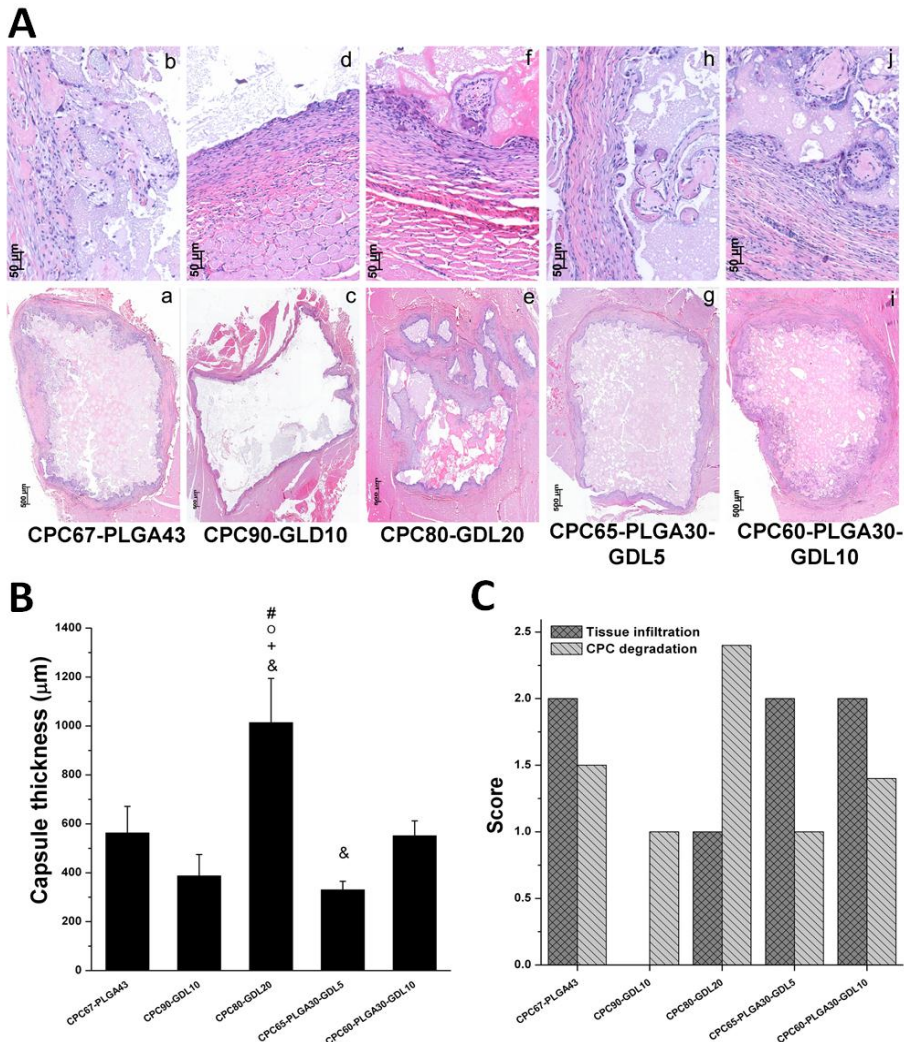 A
b
d
f
h
j
50 µm
50 µm
50 µm
50 µm
50 µm
a
c
e
g
i
500 µm
500 µm
500 µm
500 µm
CPC67-PLGA43
CPC90-GLD10
CPC80-GDL20
CPC65-PLGA30-
GDL5
CPC60-PLGA30-
GDL10
B
#
o
+
&
&
Capsule thickness (µm)
1400
1200
1000
800
600
400
200
0
CPC67-PLGA43
CPC90-GDL10
CPC80-GDL20
CPC65-PLGA30-GDL5
CPC60-PLGA30-GDL10
C
Tissue infiltration
CPC degradation
Score
2.5
2.0
1.5
1.0
0.5
0.0
CPC67-PLGA43
CPC90-GDL10
CPC80-GDL20
CPC65-PLGA30-GDL5
CPC60-PLGA30-GDL10